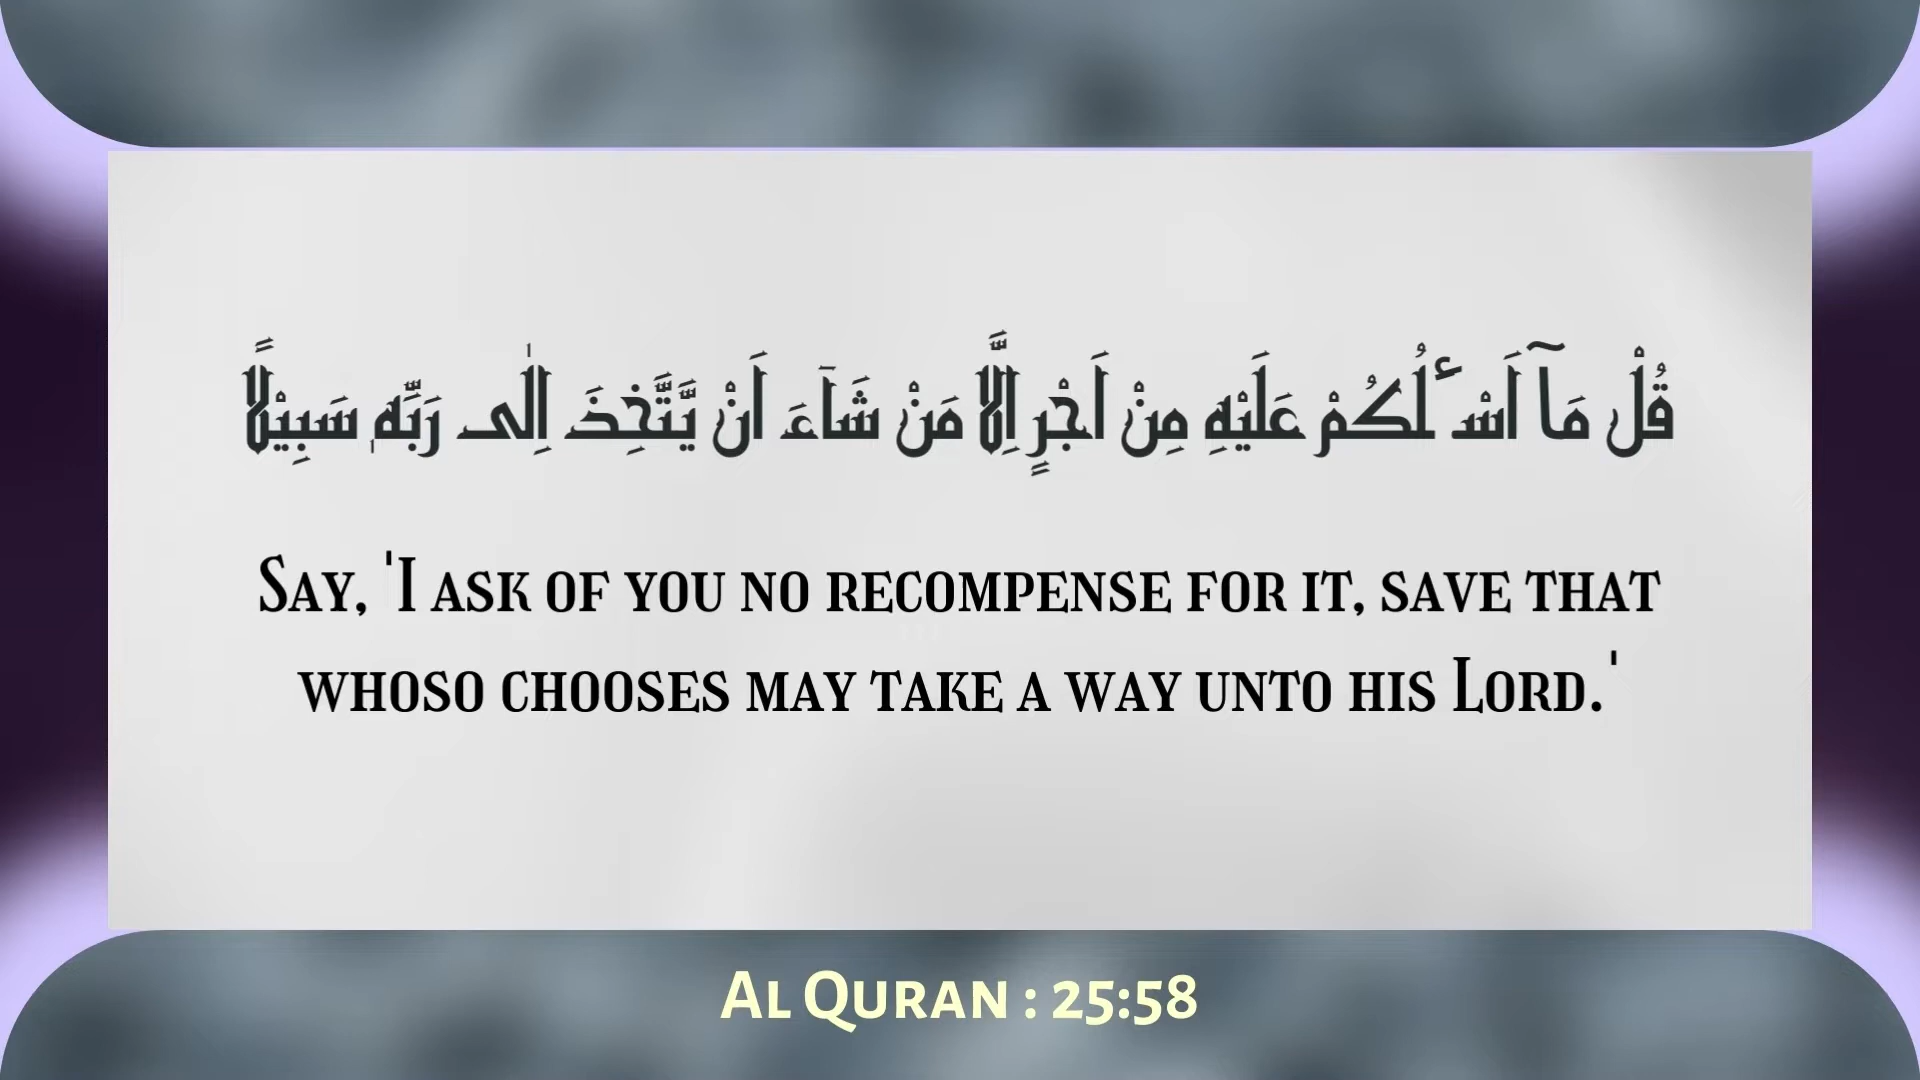 قُلْ مَآ اَسْـَٔلُكُمْ عَلَيْهِ مِنْ اَجْرٍ اِلَّا مَنْ شَآءَ اَنْ يَّتَّخِذَ اِلٰى رَبِّهٖ سَبِيْلًا
Say, 'I ask of you no recompense for it, save that
whoso chooses may take a way unto his Lord.'
Al Quran : 25:58